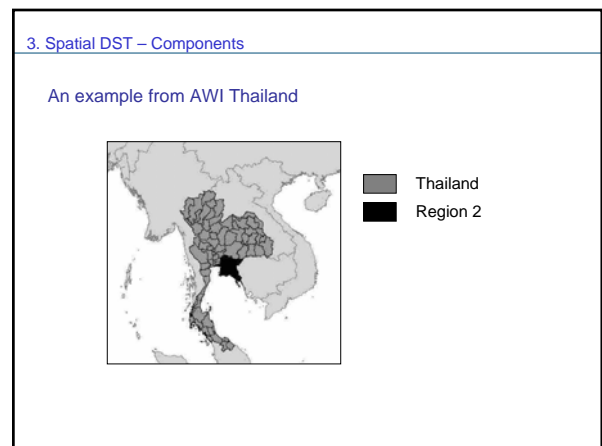 3. Spatial DST – Components
An example from AWI Thailand
Thailand
Region 2